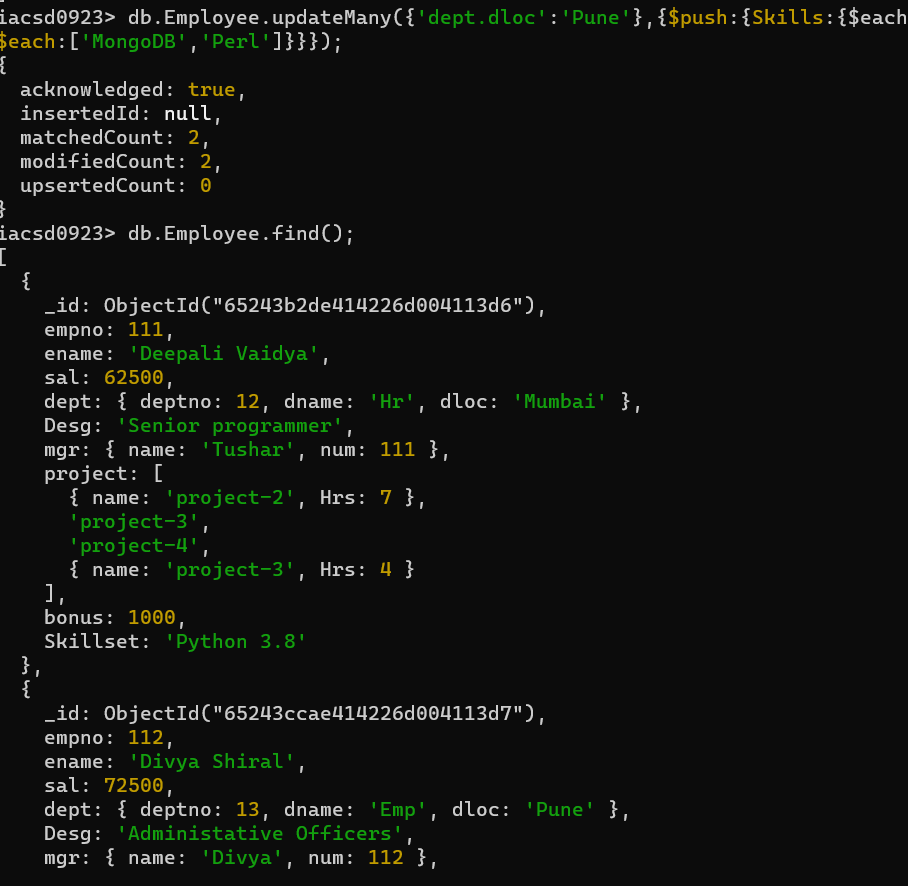 iacsd0923> db.Employee.updateMany({'dept.dloc':'Pune'},{$push:{Skills:{$each
$each:['MongoDB','Perl']}}});
{
  acknowledged: true,
  insertedId: null,
  matchedCount: 2,
  modifiedCount: 2,
  upsertedCount: 0
}
iacsd0923> db.Employee.find();
[
  {
    _id: ObjectId("65243b2de414226d004113d6"),
    empno: 111,
    ename: 'Deepali Vaidya',
    sal: 62500,
    dept: { deptno: 12, dname: 'Hr', dloc: 'Mumbai' },
    Desg: 'Senior programmer',
    mgr: { name: 'Tushar', num: 111 },
    project: [
      { name: 'project-2', Hrs: 7 },
      'project-3',
      'project-4',
      { name: 'project-3', Hrs: 4 }
    ],
    bonus: 1000,
    Skillset: 'Python 3.8'
  },
  {
    _id: ObjectId("65243ccae414226d004113d7"),
    empno: 112,
    ename: 'Divya Shiral',
    sal: 72500,
    dept: { deptno: 13, dname: 'Emp', dloc: 'Pune' },
    Desg: 'Administative Officers',
    mgr: { name: 'Divya', num: 112 },